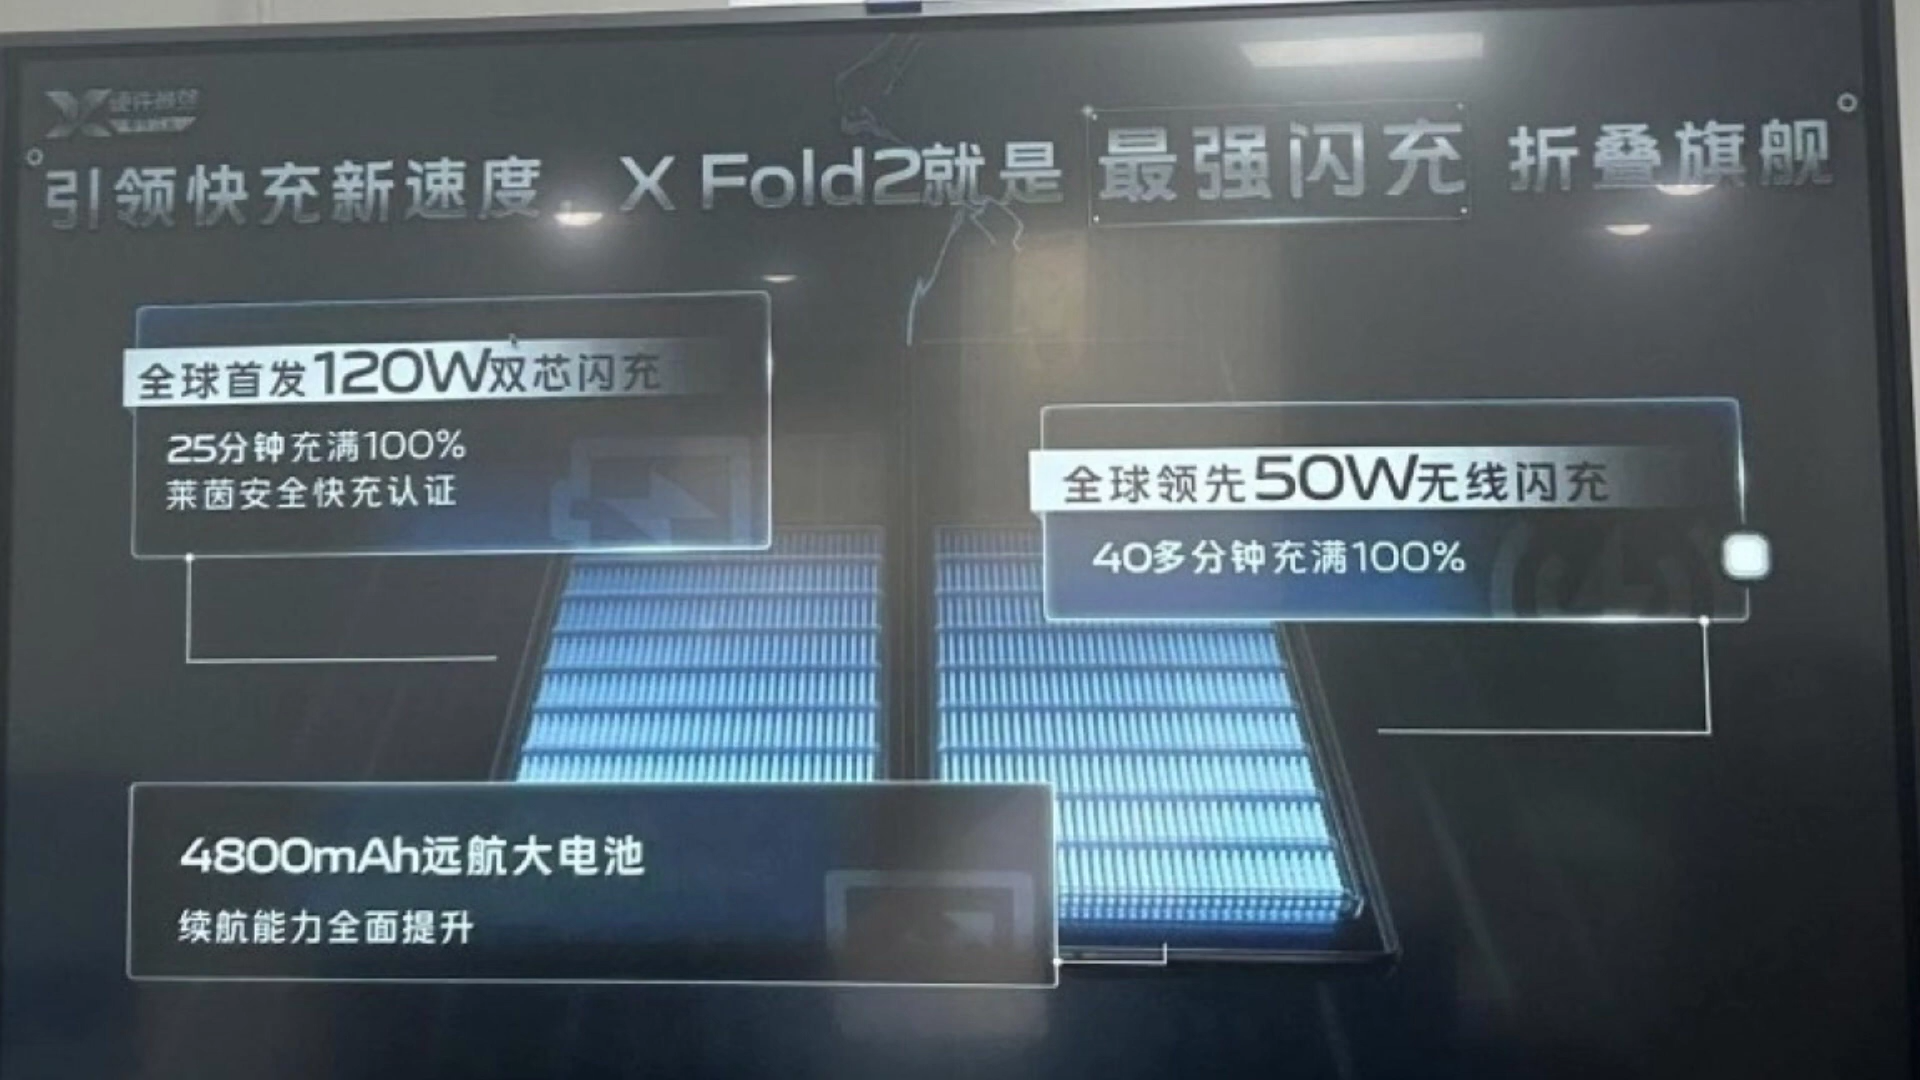 引领快充新速度，X Fold2就是 最强闪充 折叠旗舰
全球首发120W双芯闪充
25分钟充满100%
莱茵安全快充认证
全球领先50W无线闪充
40多分钟充满100%
4800mAh远航大电池
续航能力全面提升